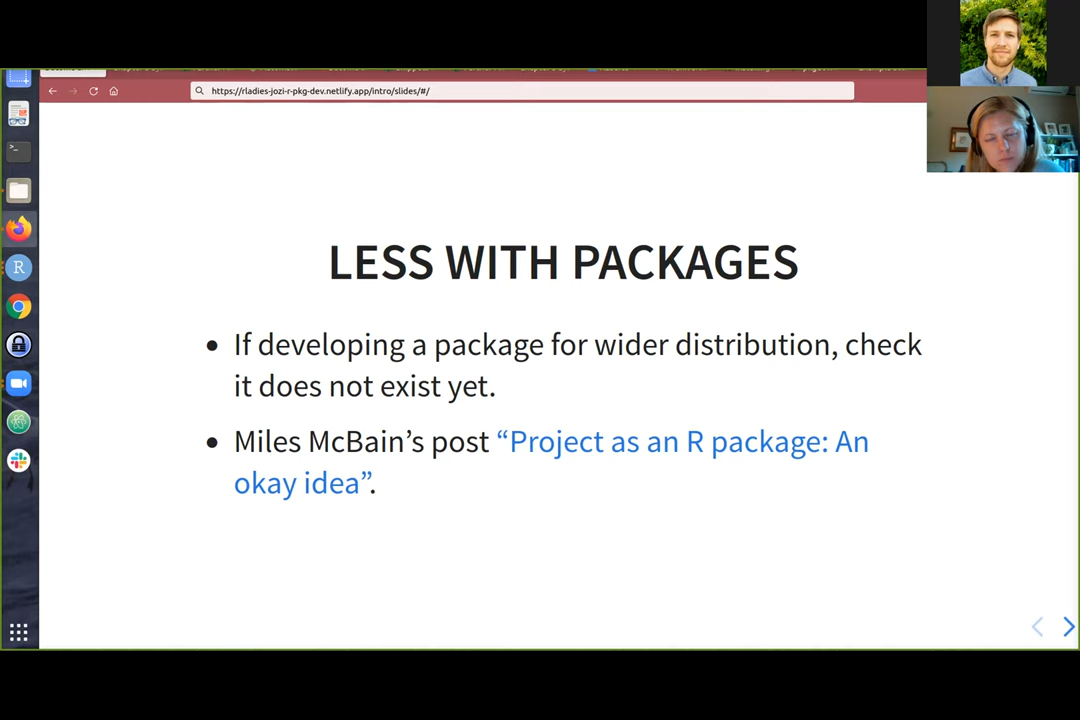 https://rladies-jozi-r-pkg-dev.netlify.app/intro/slides/#/
LESS WITH PACKAGES
• If developing a package for wider distribution, check
it does not exist yet.
• Miles McBain’s post “Project as an R package: An
okay idea”.